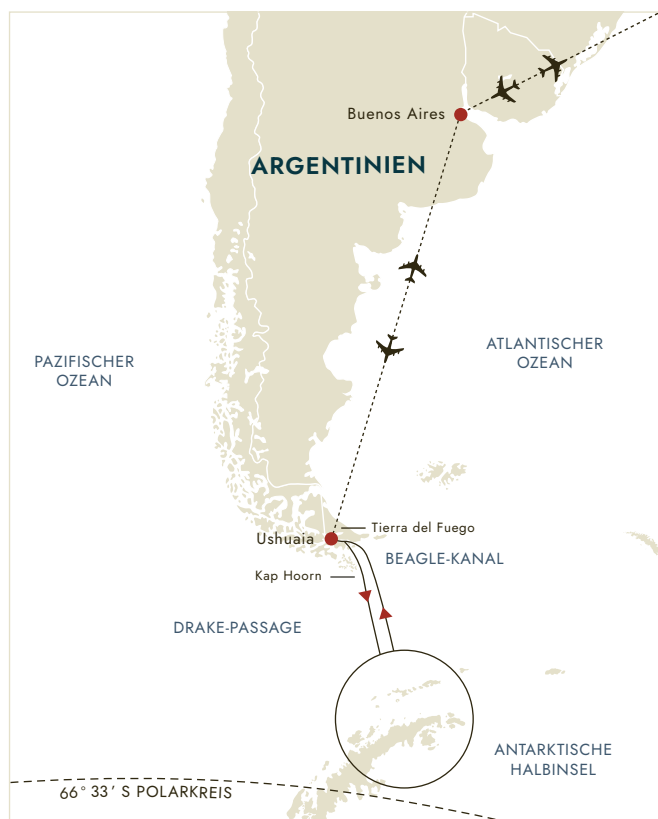 Buenos Aires
ARGENTINIEN
PAZIFISCHER
OZEAN
ATLANTISCHER
OZEAN
Tierra del Fuego
Ushuaia
BEAGLE-KANAL
Kap Hoorn
DRAKE-PASSAGE
ANTARKTISCHE
HALBINSEL
66° 33’ S POLARKREIS